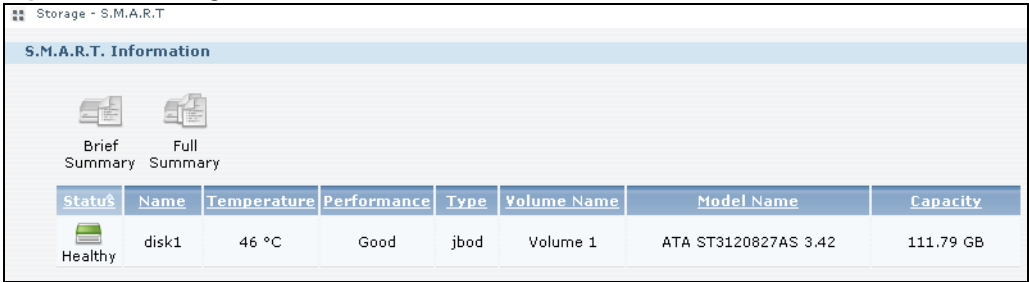 Storage - S.M.A.R.T
S.M.A.R.T. Information
Brief Summary
Full Summary
Status Name Temperature Performance Type Volume Name Model Name Capacity
Healthy disk1 46 °C Good jbod Volume 1 ATA ST3120827AS 3.42 111.79 GB